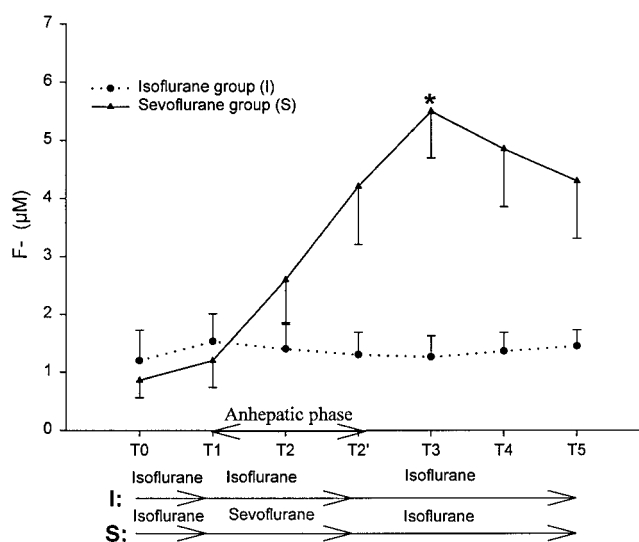 7
Isoflurane group (I)
Sevoflurane group (S)
6
*
5
4
F- (µM)
3
2
1
Anhepatic phase
0
T0 T1 T2 T2' T3 T4 T5
Isoflurane Isoflurane Isoflurane
I:
Isoflurane Sevoflurane Isoflurane
S: